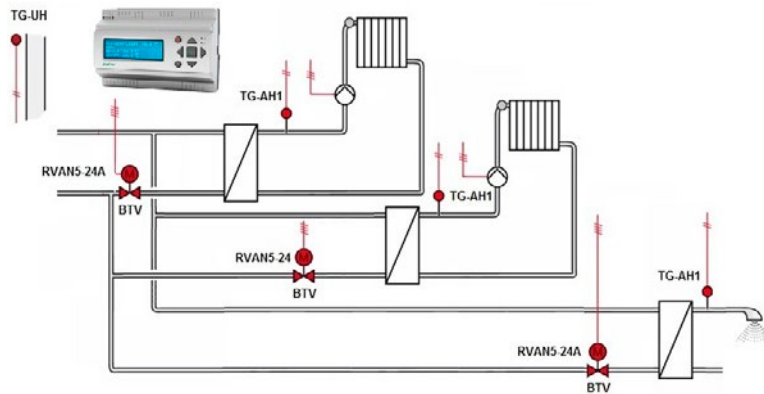 TG-UH
TG-AH1
RVAN5-24A
BTV
TG-AH1
RVAN5-24
BTV
TG-AH1
RVAN5-24A
BTV
M
M
M